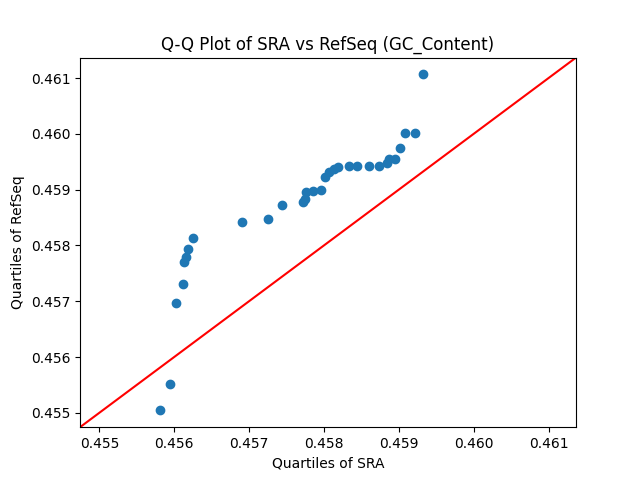 Q-Q Plot of SRA vs RefSeq (GC_Content)
0.461
0.460
0.459
0.458
0.457
0.456
0.455
Quartiles of RefSeq
0.455 0.456 0.457 0.458 0.459 0.460 0.461
Quartiles of SRA